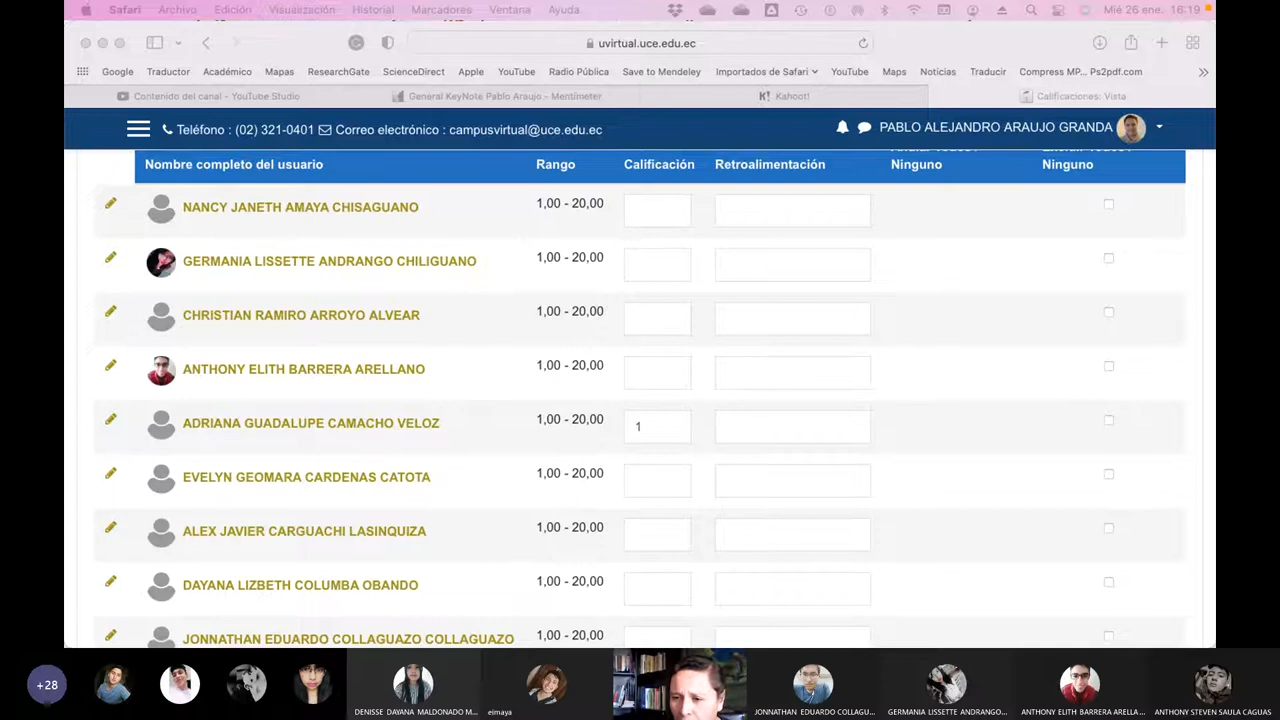 Safari Archivo Edición Visualización Historial Marcadores Ventana Ayuda Mié 26 ene. 16:19
uvirtual.uce.edu.ec
Google Traductor Académico Mapas ResearchGate ScienceDirect Apple YouTube Radio Pública Save to Mendeley Importados de Safari YouTube Maps Noticias Traducir Compress MP... Ps2pdf.com
Contenido del canal - YouTube Studio General KeyNote Pablo Araujo - Mentimeter K! Kahoot! Calificaciones: Vista
Teléfono : (02) 321-0401 Correo electrónico : campusvirtual@uce.edu.ec PABLO ALEJANDRO ARAUJO GRANDA
Nombre completo del usuario Rango Calificación Retroalimentación Ninguno Ninguno
NANCY JANETH AMAYA CHISAGUANO 1,00 - 20,00
GERMANIA LISSETTE ANDRANGO CHILIGUANO 1,00 - 20,00
CHRISTIAN RAMIRO ARROYO ALVEAR 1,00 - 20,00
ANTHONY ELITH BARRERA ARELLANO 1,00 - 20,00
ADRIANA GUADALUPE CAMACHO VELOZ 1,00 - 20,00 1
EVELYN GEOMARA CARDENAS CATOTA 1,00 - 20,00
ALEX JAVIER CARGUACHI LASINQUIZA 1,00 - 20,00
DAYANA LIZBETH COLUMBA OBANDO 1,00 - 20,00
JONNATHAN EDUARDO COLLAGUAZO COLLAGUAZO 1,00 - 20,00
+28
DENISSE DAYANA MALDONADO M... eimaya JONNATHAN EDUARDO COLLAGU... GERMANIA LISSETTE ANDRANGO... ANTHONY ELITH BARRERA ARELLA ... ANTHONY STEVEN SAULA CAGUAS